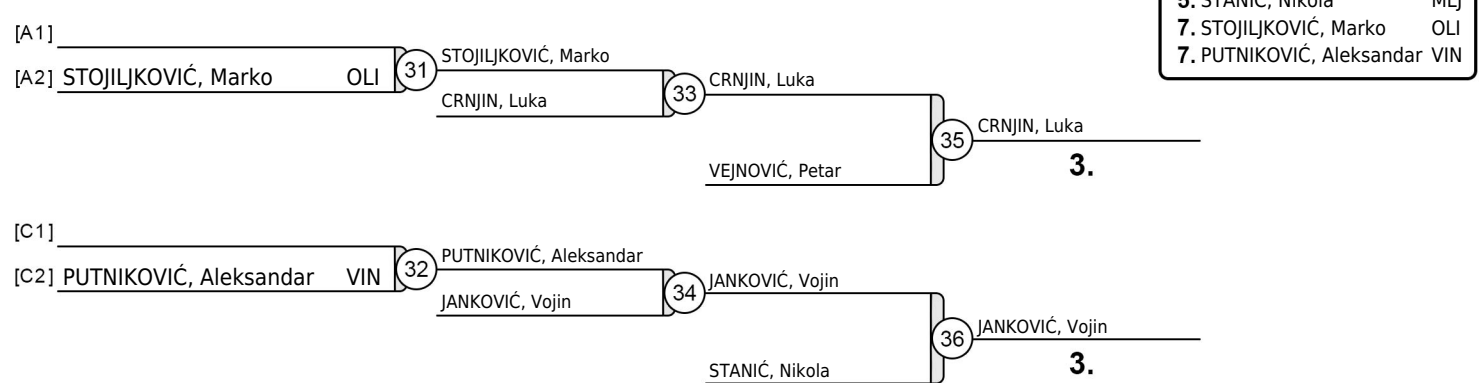 5. STANIĆ, Nikola MLJ
7. STOJILJKOVIĆ, Marko OLI
7. PUTNIKOVIĆ, Aleksandar VIN
[A1]
[A2] STOJILJKOVIĆ, Marko OLI
31
STOJILJKOVIĆ, Marko
CRNJIN, Luka
33
CRNJIN, Luka
VEJNOVIĆ, Petar
35
CRNJIN, Luka
3.
[C1]
[C2] PUTNIKOVIĆ, Aleksandar VIN
32
PUTNIKOVIĆ, Aleksandar
JANKOVIĆ, Vojin
34
JANKOVIĆ, Vojin
STANIĆ, Nikola
36
JANKOVIĆ, Vojin
3.